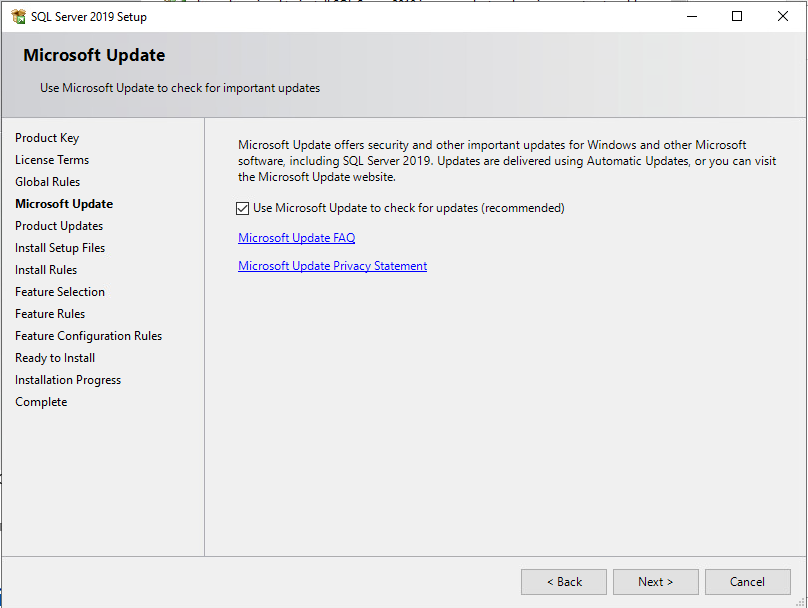 SQL Server 2019 Setup
Microsoft Update
Use Microsoft Update to check for important updates
Product Key
License Terms
Global Rules
Microsoft Update
Product Updates
Install Setup Files
Install Rules
Feature Selection
Feature Rules
Feature Configuration Rules
Ready to Install
Installation Progress
Complete
Microsoft Update offers security and other important updates for Windows and other Microsoft
software, including SQL Server 2019. Updates are delivered using Automatic Updates, or you can visit
the Microsoft Update website.
Use Microsoft Update to check for updates (recommended)
Microsoft Update FAQ
Microsoft Update Privacy Statement
< Back
Next >
Cancel